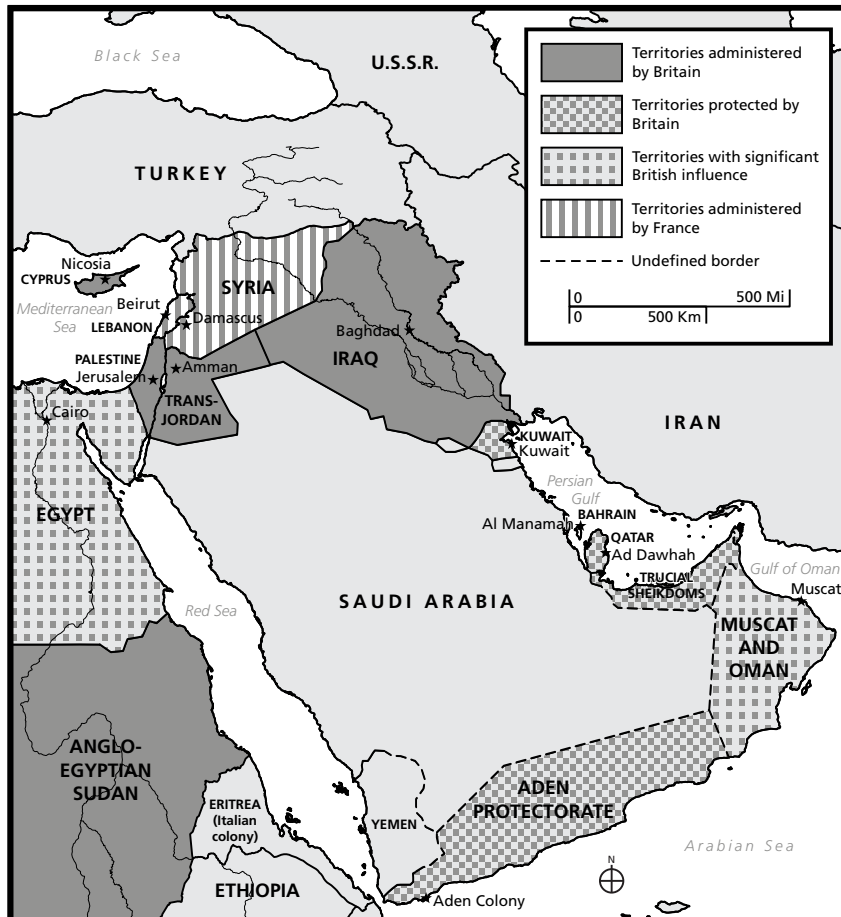 Black Sea
U.S.S.R.
Territories administered
by Britain
Territories protected by
Britain
Territories with significant
British influence
Territories administered
by France
Undefined border
0 500 Mi
0 500 Km
TURKEY
Nicosia
CYPRUS
SYRIA
Mediterranean
Sea
Beirut
LEBANON
Damascus
Baghdad
IRAQ
PALESTINE
Jerusalem
Amman
TRANS-
JORDAN
Cairo
IRAN
KUWAIT
Kuwait
Persian
Gulf
EGYPT
BAHRAIN
Al Manamah
QATAR
Ad Dawhah
Gulf of Oman
TRUCIAL
SHEIKDOMS
Muscat
Red Sea
SAUDI ARABIA
MUSCAT
AND
OMAN
ANGLO-
EGYPTIAN
SUDAN
ADEN
PROTECTORATE
ERITREA
(Italian
colony)
YEMEN
Arabian Sea
N
ETHIOPIA
Aden Colony